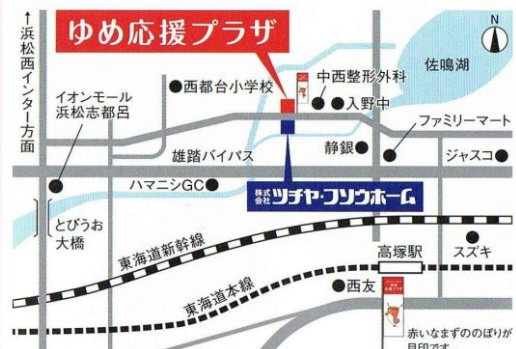 ←浜松西インター方面
ゆめ応援プラザ
N
佐鳴湖
西都台小学校
中西整形外科
入野中
イオンモール
浜松志都呂
ファミリーマート
雄踏バイパス
静銀
ジャスコ
ハマニシGC
株式会社ツチヤ・フソウホーム
とびうお
大橋
東海道新幹線
高塚駅
スズキ
東海道本線
西友
赤いなまずののぼりが
目印です